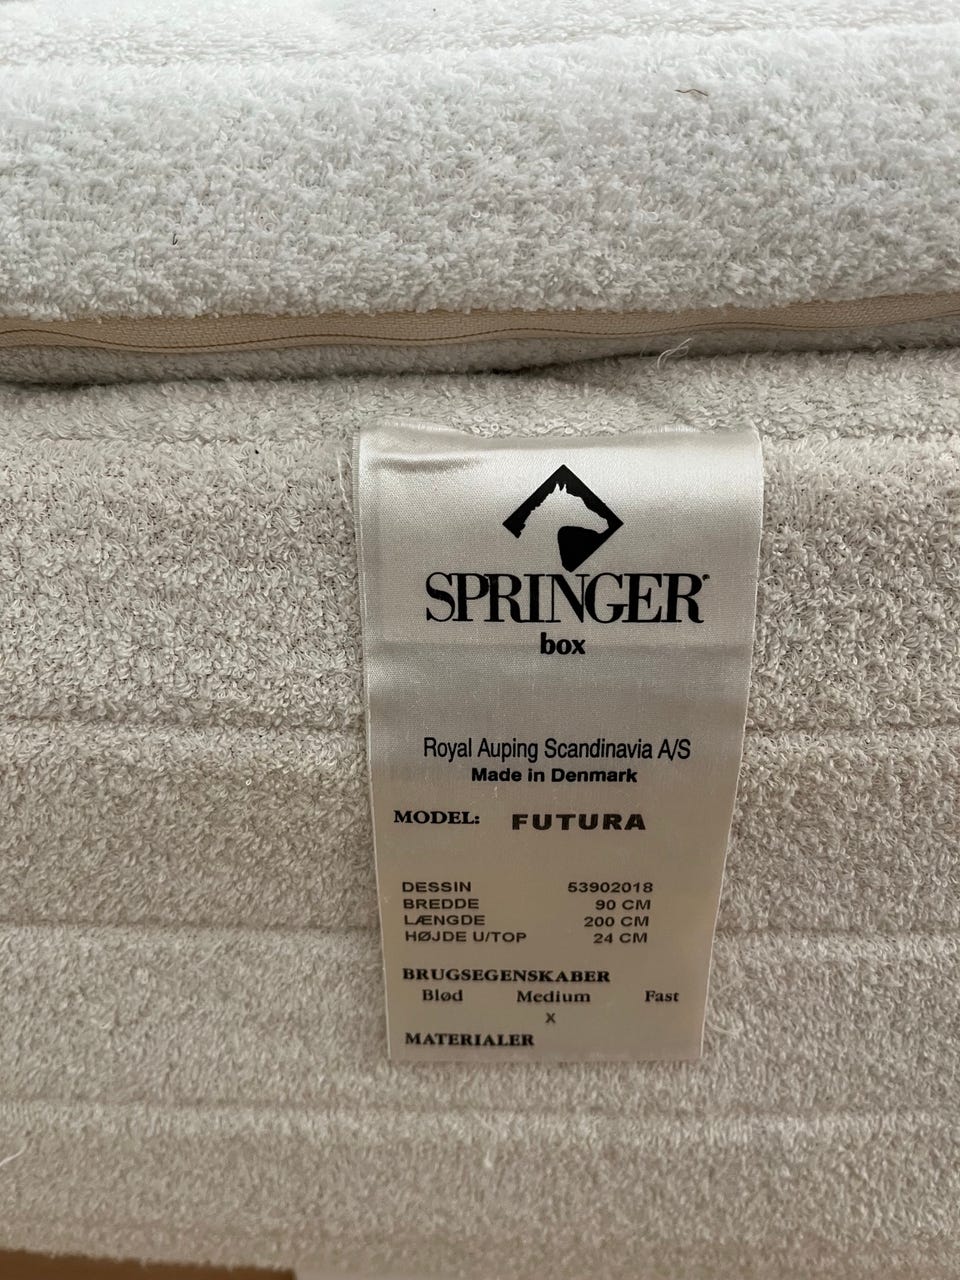 SPRINGER
box
Royal Auping Scandinavia A/S
Made in Denmark
MODEL: FUTURA
DESSIN 53902018
BREDDE 90 CM
LÆNGDE 200 CM
HØJDE U/TOP 24 CM
BRUGSEGENSKABER
Blød Medium Fast
X
MATERIALER